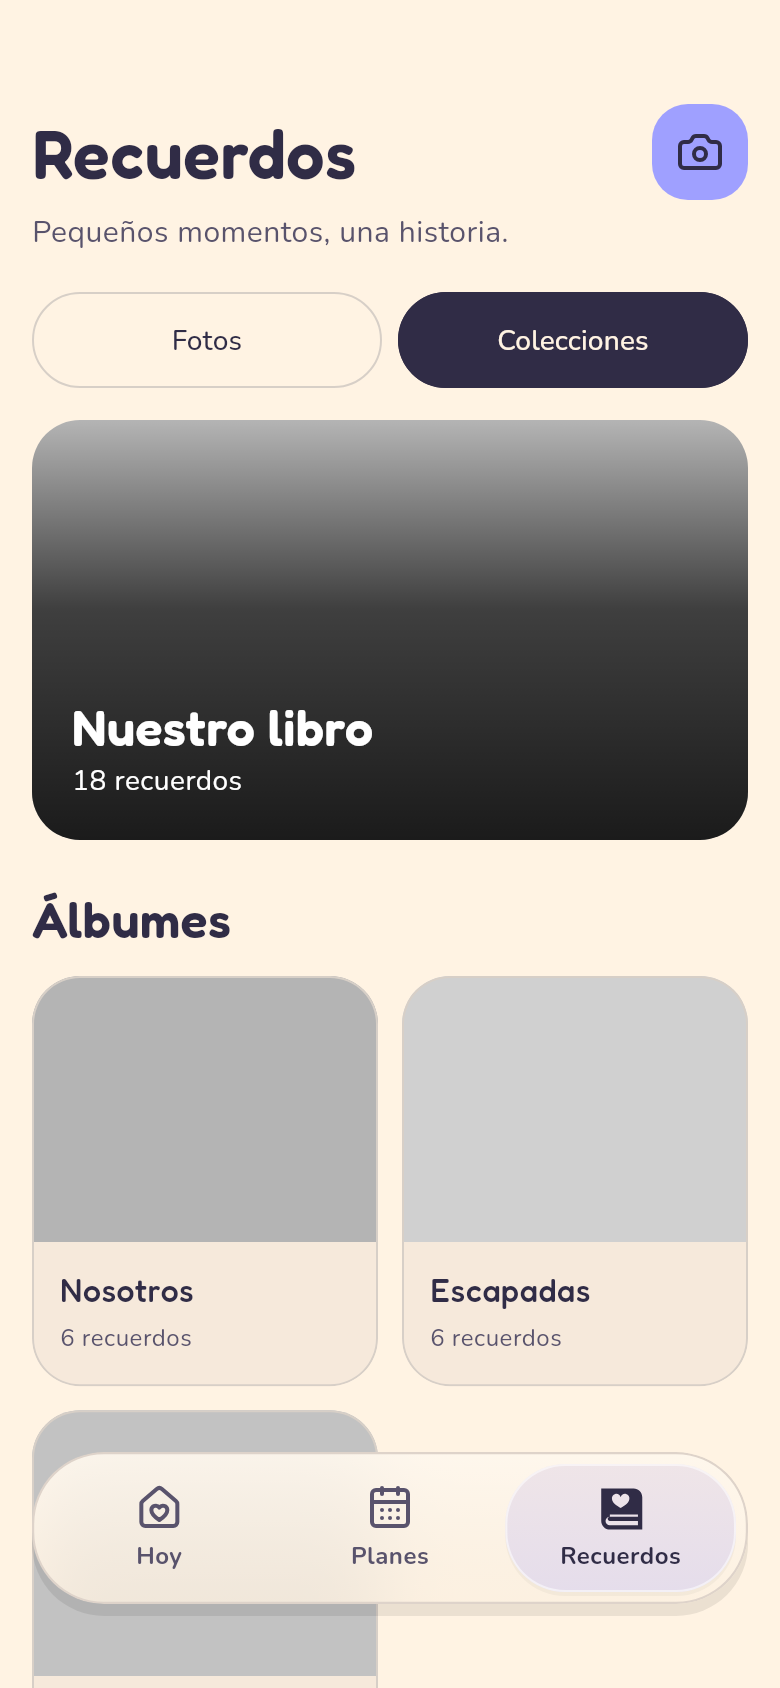 Recuerdos
Pequeños momentos, una historia.
Fotos
Colecciones
Nuestro libro
18 recuerdos
Álbumes
Nosotros
6 recuerdos
Escapadas
6 recuerdos
Hoy
Planes
Recuerdos